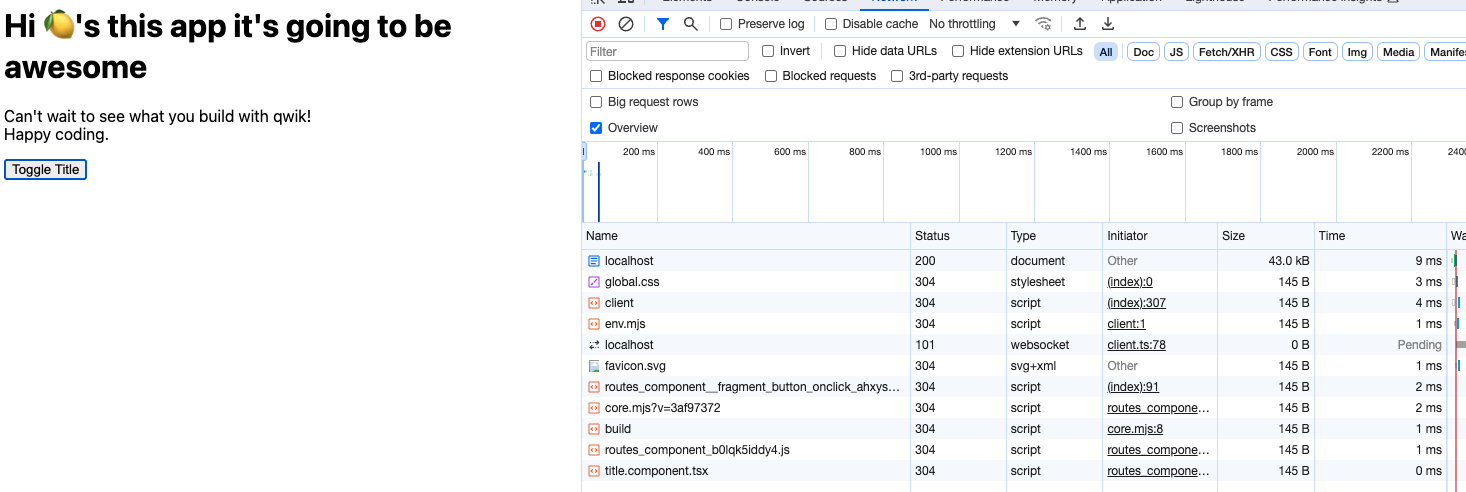 Hi 🍋's this app it's going to be
awesome
Can't wait to see what you build with qwik!
Happy coding.
Toggle Title
Preserve log Disable cache No throttling
Filter Invert Hide data URLs Hide extension URLs All Doc JS Fetch/XHR CSS Font Img Media Manifes
Blocked response cookies Blocked requests 3rd-party requests
Big request rows Group by frame
Overview Screenshots
200 ms 400 ms 600 ms 800 ms 1000 ms 1200 ms 1400 ms 1600 ms 1800 ms 2000 ms 2200 ms 2400
Name Status Type Initiator Size Time Wa
localhost 200 document Other 43.0 kB 9 ms
global.css 304 stylesheet (index):0 145 B 3 ms
client 304 script (index):307 145 B 4 ms
env.mjs 304 script client:1 145 B 1 ms
localhost 101 websocket client.ts:78 0 B Pending
favicon.svg 304 svg+xml Other 145 B 1 ms
routes_component__fragment_button_onclick_ahxys... 304 script (index):91 145 B 2 ms
core.mjs?v=3af97372 304 script routes_compone... 145 B 2 ms
build 304 script core.mjs:8 145 B 1 ms
routes_component_b0lqk5iddy4.js 304 script routes_compone... 145 B 1 ms
title.component.tsx 304 script routes_compone... 145 B 0 ms